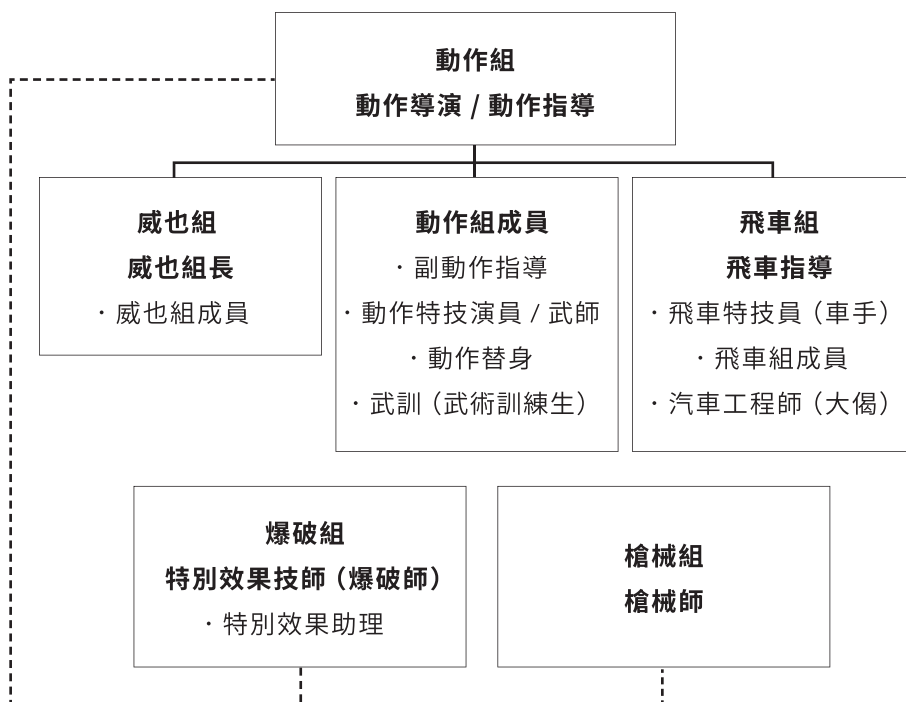 動作組
動作導演 / 動作指導
威也組
威也組長
· 威也組成員
動作組成員
· 副動作指導
· 動作特技演員 / 武師
· 動作替身
· 武訓（武術訓練生）
飛車組
飛車指導
· 飛車特技員（車手）
· 飛車組成員
· 汽車工程師（大偈）
爆破組
特別效果技師（爆破師）
· 特別效果助理
槍械組
槍械師